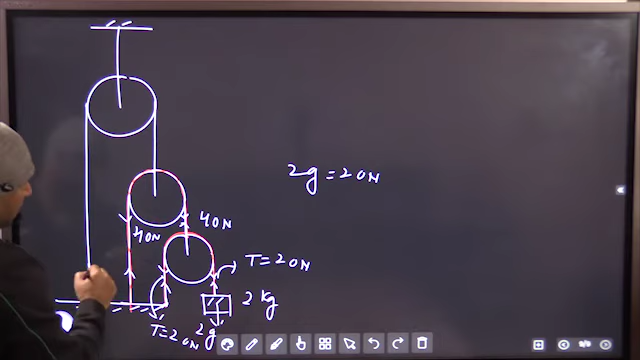 2g = 20N
40N
40N
T = 20N
2 kg
T = 20N
2g